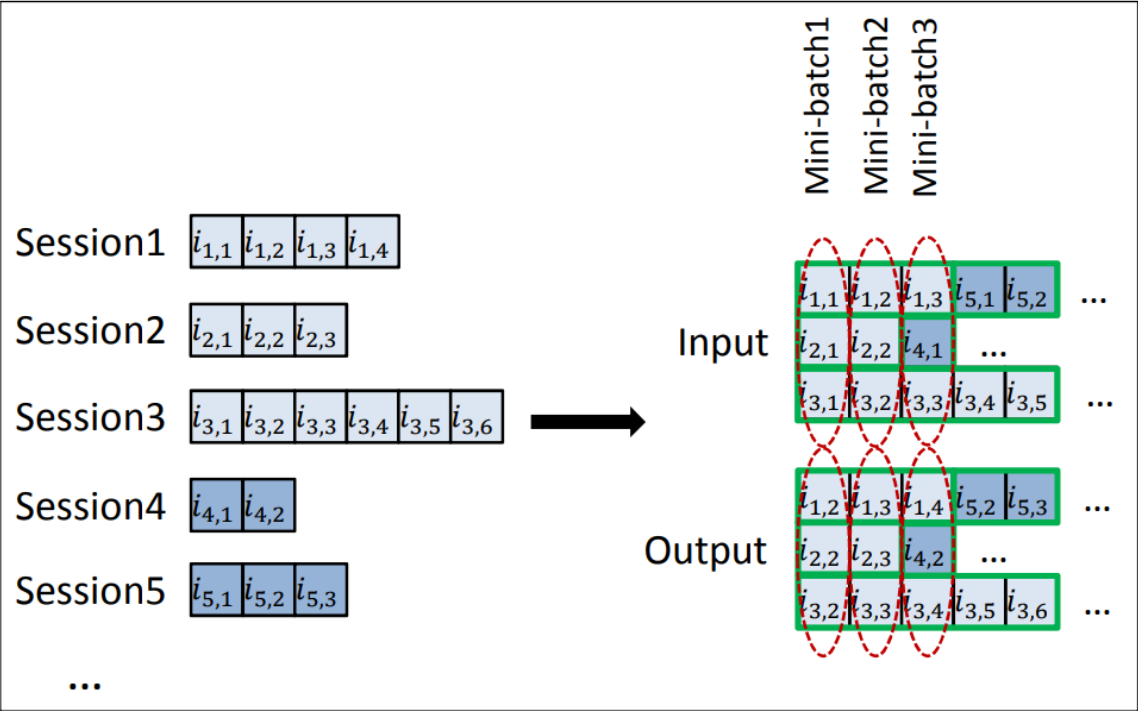 Mini-batch1 Mini-batch2 Mini-batch3
Session1 i1,1 i1,2 i1,3 i1,4
Session2 i2,1 i2,2 i2,3
Session3 i3,1 i3,2 i3,3 i3,4 i3,5 i3,6
Session4 i4,1 i4,2
Session5 i5,1 i5,2 i5,3
...
i1,1 i1,2 i1,3 i5,1 i5,2 ...
Input i2,1 i2,2 i4,1 ...
i3,1 i3,2 i3,3 i3,4 i3,5 ...
i1,2 i1,3 i1,4 i5,2 i5,3 ...
Output i2,2 i2,3 i4,2 ...
i3,2 i3,3 i3,4 i3,5 i3,6 ...